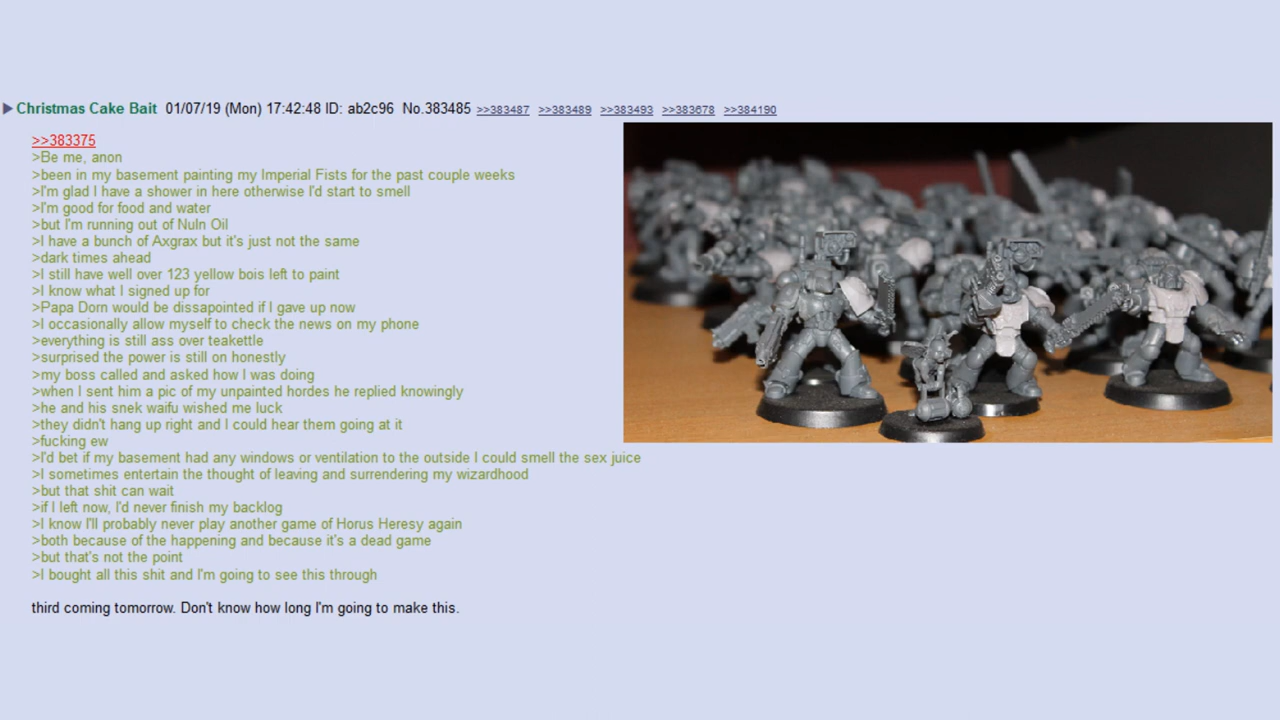 Christmas Cake Bait 01/07/19 (Mon) 17:42:48 ID: ab2c96 No.383485 >>383487 >>383489 >>383493 >>383678 >>384190
>>383375
>Be me, anon
>been in my basement painting my Imperial Fists for the past couple weeks
>I'm glad I have a shower in here otherwise I'd start to smell
>I'm good for food and water
>but I'm running out of Nuln Oil
>I have a bunch of Axgrax but it's just not the same
>dark times ahead
>I still have well over 123 yellow bois left to paint
>I know what I signed up for
>Papa Dorn would be dissapointed if I gave up now
>I occasionally allow myself to check the news on my phone
>everything is still ass over teakettle
>surprised the power is still on honestly
>my boss called and asked how I was doing
>when I sent him a pic of my unpainted hordes he replied knowingly
>he and his snek waifu wished me luck
>they didn't hang up right and I could hear them going at it
>fucking ew
>I'd bet if my basement had any windows or ventilation to the outside I could smell the sex juice
>I sometimes entertain the thought of leaving and surrendering my wizardhood
>but that shit can wait
>if I left now, I'd never finish my backlog
>I know I'll probably never play another game of Horus Heresy again
>both because of the happening and because it's a dead game
>but that's not the point
>I bought all this shit and I'm going to see this through
third coming tomorrow. Don't know how long I'm going to make this.